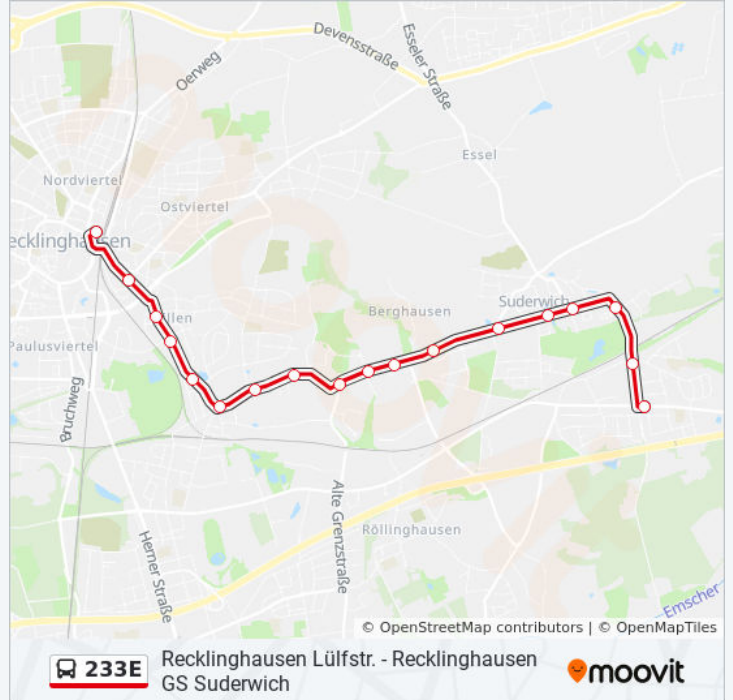 Devensstraße
Esseler Straße
Oerweg
Essel
Nordviertel
Ostviertel
ecklinghausen
Suderwich
Berghausen
llen
Paulusviertel
Bruchweg
Alte Grenzstraße
Röllinghausen
Herner Straße
Emscher
© OpenStreetMap contributors | © OpenMapTiles
233E
Recklinghausen Lülfstr. - Recklinghausen
GS Suderwich
moovit